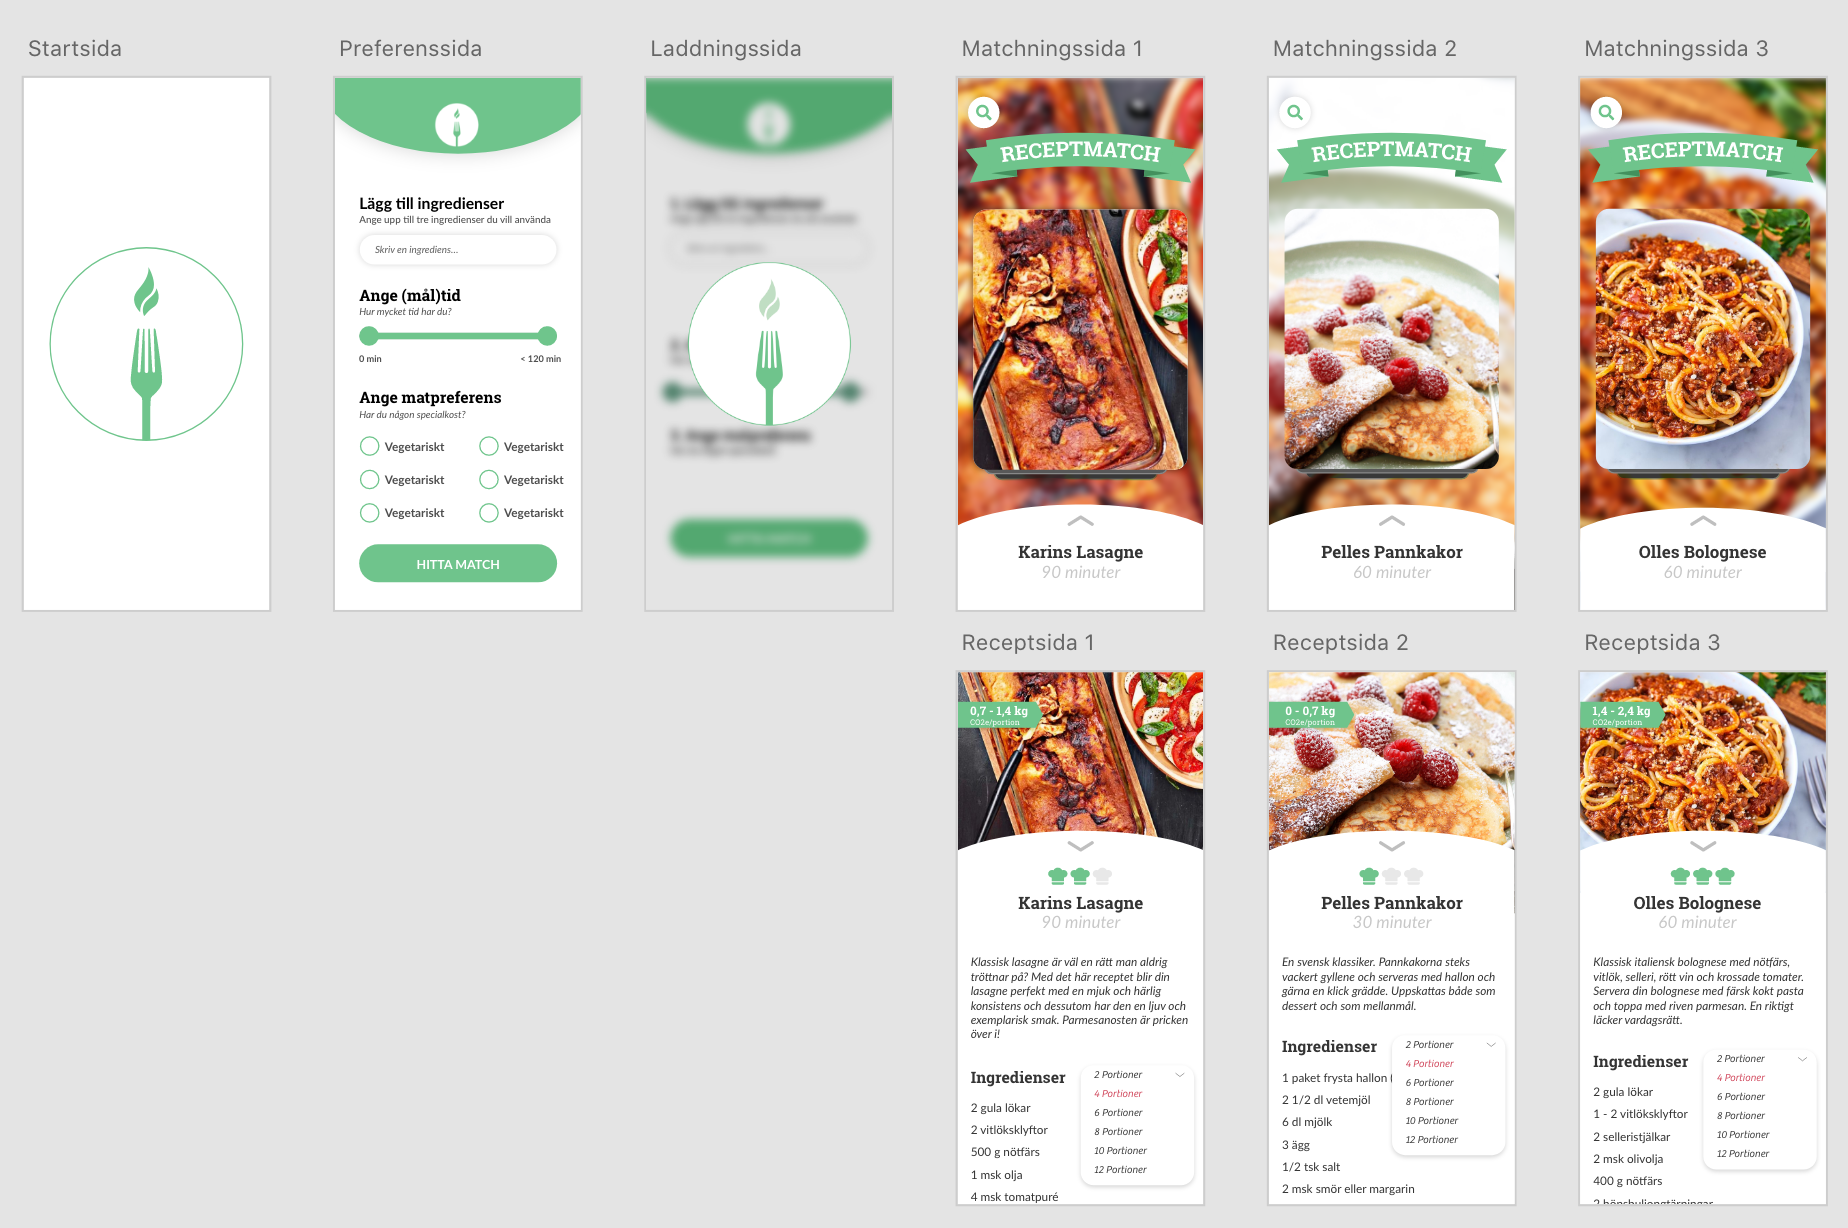 Startsida
Preferenssida
Laddningssida
Matchningssida 1
Matchningssida 2
Matchningssida 3
Lägg till ingredienser
Ange upp till tre ingredienser du vill använda
Skriv en ingrediens...
Ange (mål)tid
Hur mycket tid har du?
0 min
< 120 min
Ange matpreferens
Har du någon specialkost?
Vegetariskt
Vegetariskt
Vegetariskt
Vegetariskt
Vegetariskt
Vegetariskt
HITTA MATCH
RECEPTMATCH
Karins Lasagne
90 minuter
RECEPTMATCH
Pelles Pannkakor
60 minuter
RECEPTMATCH
Olles Bolognese
60 minuter
Receptsida 1
Receptsida 2
Receptsida 3
0,7 - 1,4 kg
CO2e/portion
Karins Lasagne
90 minuter
Klassisk lasagne är väl en rätt man aldrig
tröttnar på? Med det här receptet blir din
lasagne perfekt med en mjuk och härlig
konsistens och dessutom har den en ljuv och
exemplarisk smak. Parmesanosten är pricken
över i!
Ingredienser
2 gula lökar
2 vitlöksklyftor
500 g nötfärs
1 msk olja
4 msk tomatpuré
2 Portioner
4 Portioner
6 Portioner
8 Portioner
10 Portioner
12 Portioner
0 - 0,7 kg
CO2e/portion
Pelles Pannkakor
30 minuter
En svensk klassiker. Pannkakorna steks
vackert gyllene och serveras med hallon och
gärna en klick grädde. Uppskattas både som
dessert och som mellanmål.
Ingredienser
1 paket frysta hallon (
2 1/2 dl vetemjöl
6 dl mjölk
3 ägg
1/2 tsk salt
2 msk smör eller margarin
2 Portioner
4 Portioner
6 Portioner
8 Portioner
10 Portioner
12 Portioner
1,4 - 2,4 kg
CO2e/portion
Olles Bolognese
60 minuter
Klassisk italiensk bolognese med nötfärs,
vitlök, selleri, rött vin och krossade tomater.
Servera din bolognese med färsk kokt pasta
och toppa med riven parmesan. En riktigt
läcker vardagsrätt.
Ingredienser
2 gula lökar
1 - 2 vitlöksklyftor
2 selleristjälkar
2 msk olivolja
400 g nötfärs
2 Portioner
4 Portioner
6 Portioner
8 Portioner
10 Portioner
12 Portioner